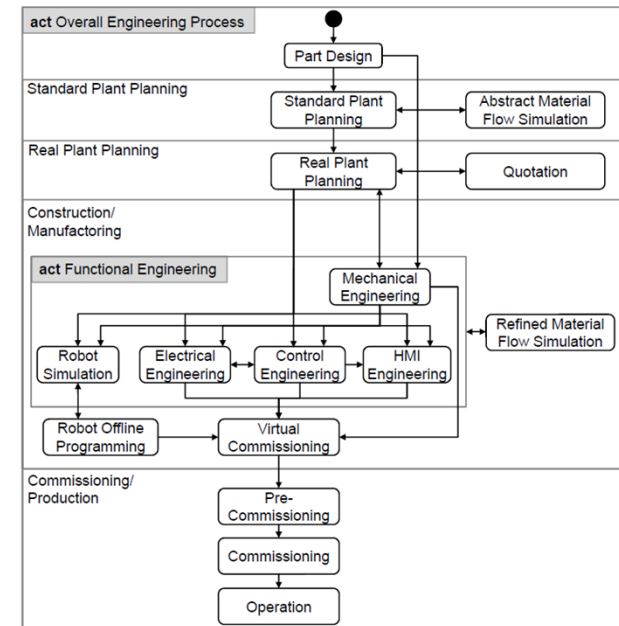 act Overall Engineering Process
Part Design
Standard Plant Planning
Standard Plant
Planning
Abstract Material
Flow Simulation
Real Plant Planning
Real Plant
Planning
Quotation
Construction/
Manufactoring
act Functional Engineering
Mechanical
Engineering
Refined Material
Flow Simulation
Robot
Simulation
Electrical
Engineering
Control
Engineering
HMI
Engineering
Robot Offline
Programming
Virtual
Commissioning
Commissioning/
Production
Pre-
Commissioning
Commissioning
Operation